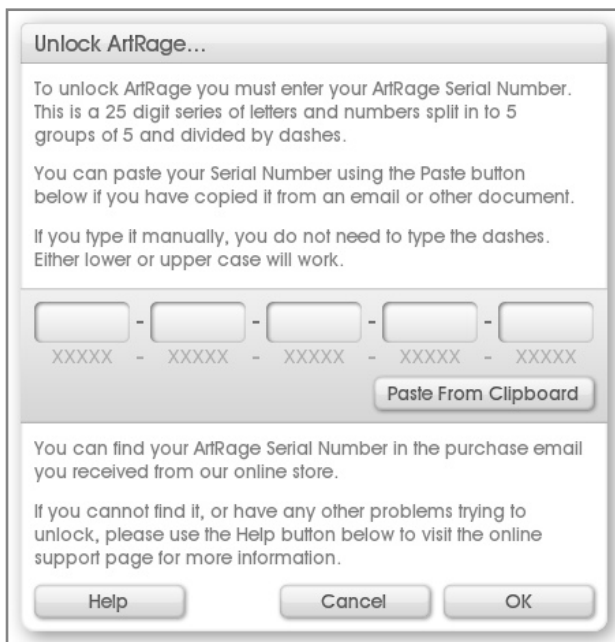 Unlock ArtRage...
To unlock ArtRage you must enter your ArtRage Serial Number.
This is a 25 digit series of letters and numbers split in to 5
groups of 5 and divided by dashes.
You can paste your Serial Number using the Paste button
below if you have copied it from an email or other document.
If you type it manually, you do not need to type the dashes.
Either lower or upper case will work.
- - - -
XXXXX - XXXXX - XXXXX - XXXXX - XXXXX
Paste From Clipboard
You can find your ArtRage Serial Number in the purchase email
you received from our online store.
If you cannot find it, or have any other problems trying to
unlock, please use the Help button below to visit the online
support page for more information.
Help Cancel OK